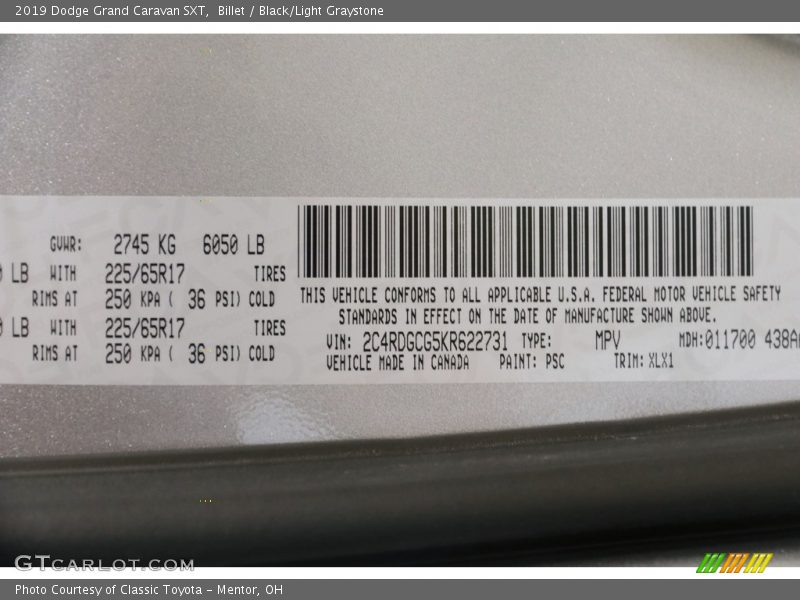 2019 Dodge Grand Caravan SXT, Billet / Black/Light Graystone
GVWR: 2745 KG 6050 LB
LB WITH 225/65R17 TIRES
RIMS AT 250 KPA ( 36 PSI) COLD
LB WITH 225/65R17 TIRES
RIMS AT 250 KPA ( 36 PSI) COLD
THIS VEHICLE CONFORMS TO ALL APPLICABLE U.S.A. FEDERAL MOTOR VEHICLE SAFETY
STANDARDS IN EFFECT ON THE DATE OF MANUFACTURE SHOWN ABOVE.
VIN: 2C4RDGCG5KR622731 TYPE: MPV MDH:011700 438A
VEHICLE MADE IN CANADA PAINT: PSC TRIM: XLX1
GTCARLOT.COM
Photo Courtesy of Classic Toyota - Mentor, OH